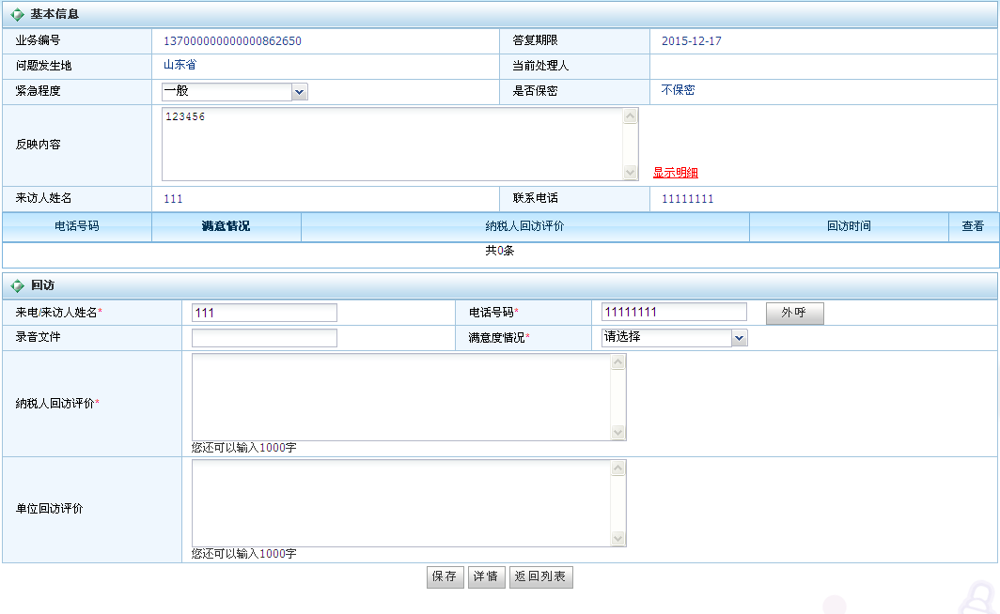 基本信息
业务编号 137000000000000862650 答复期限 2015-12-17
问题发生地 山东省 当前处理人
紧急程度 一般 是否保密 不保密
反映内容 123456
显示明细
来访人姓名 111 联系电话 11111111
电话号码 满意情况 纳税人回访评价 回访时间 查看
共0条
回访
来电/来访人姓名* 111 电话号码* 11111111 外呼
录音文件 满意度情况* 请选择
纳税人回访评价*
您还可以输入1000字
单位回访评价
您还可以输入1000字
保存 详情 返回列表